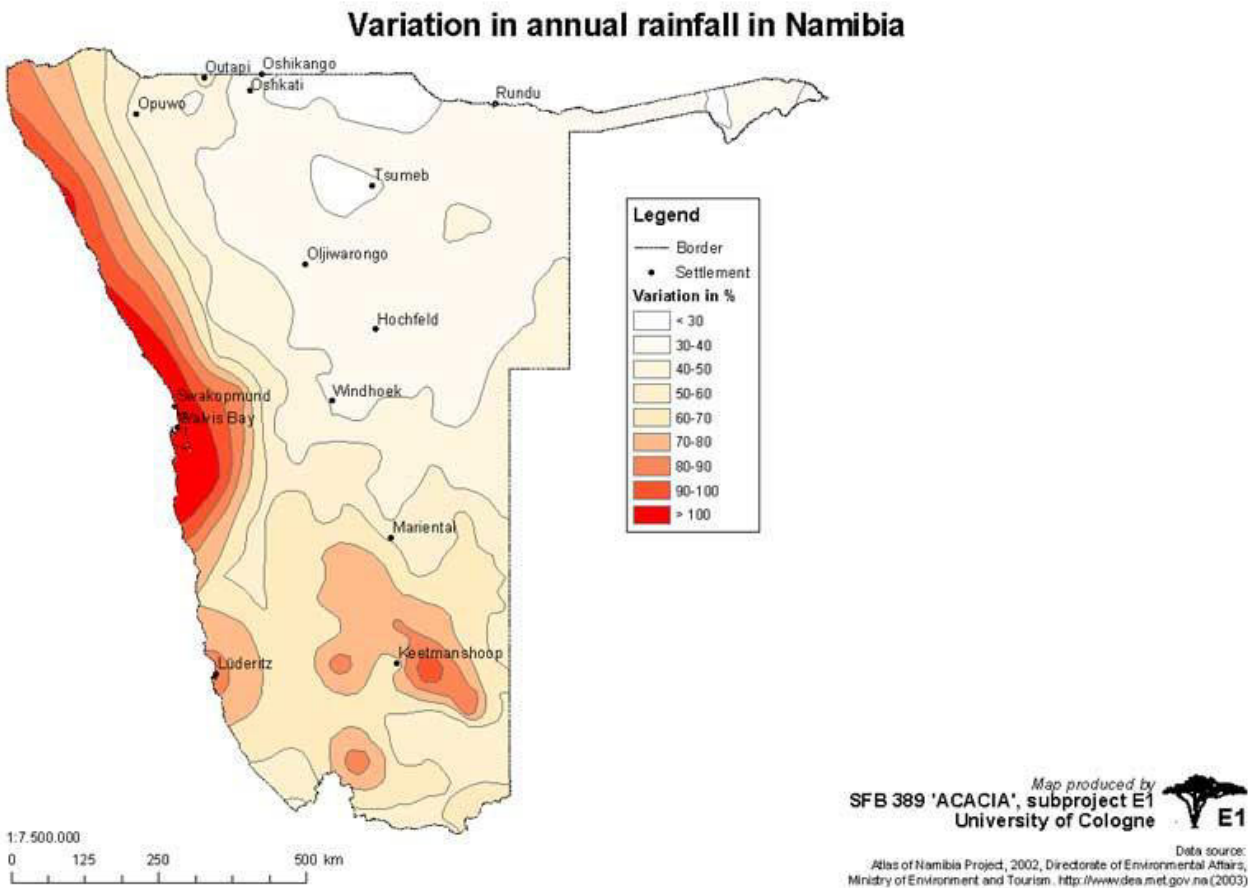 Variation in annual rainfall in Namibia
Outapi
Oshikango
Oshkati
Opuwo
Rundu
Tsumeb
Oljiwarongo
Hochfeld
Windhoek
Swakopmund
Walvis Bay
Mariental
Lüderitz
Keetmanshoop
Legend
Border
Settlement
Variation in %
< 30
30-40
40-50
50-60
60-70
70-80
80-90
90-100
> 100
Map produced by
SFB 389 'ACACIA', subproject E1
University of Cologne
E1
Data source:
Atlas of Namibia Project, 2002, Directorate of Environmental Affairs,
Ministry of Environment and Tourism. http://www.dea.met.gov.na (2003)
1:7.500.000
0 125 250 500 km